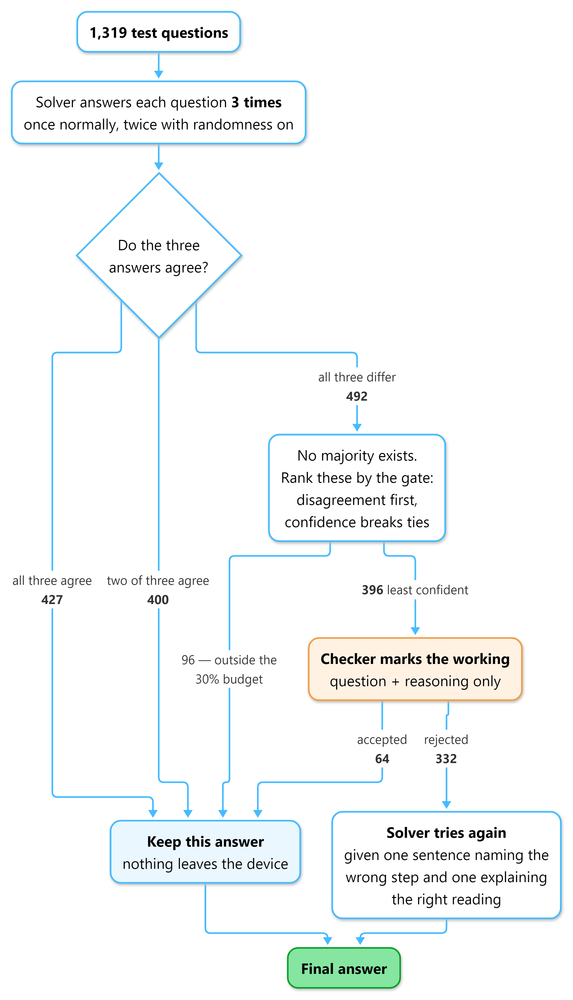 1,319 test questions
Solver answers each question 3 times
once normally, twice with randomness on
Do the three
answers agree?
all three differ
492
No majority exists.
Rank these by the gate:
disagreement first,
confidence breaks ties
all three agree
427
two of three agree
400
396 least confident
96 — outside the
30% budget
Checker marks the working
question + reasoning only
accepted
64
rejected
332
Keep this answer
nothing leaves the device
Solver tries again
given one sentence naming the
wrong step and one explaining
the right reading
Final answer